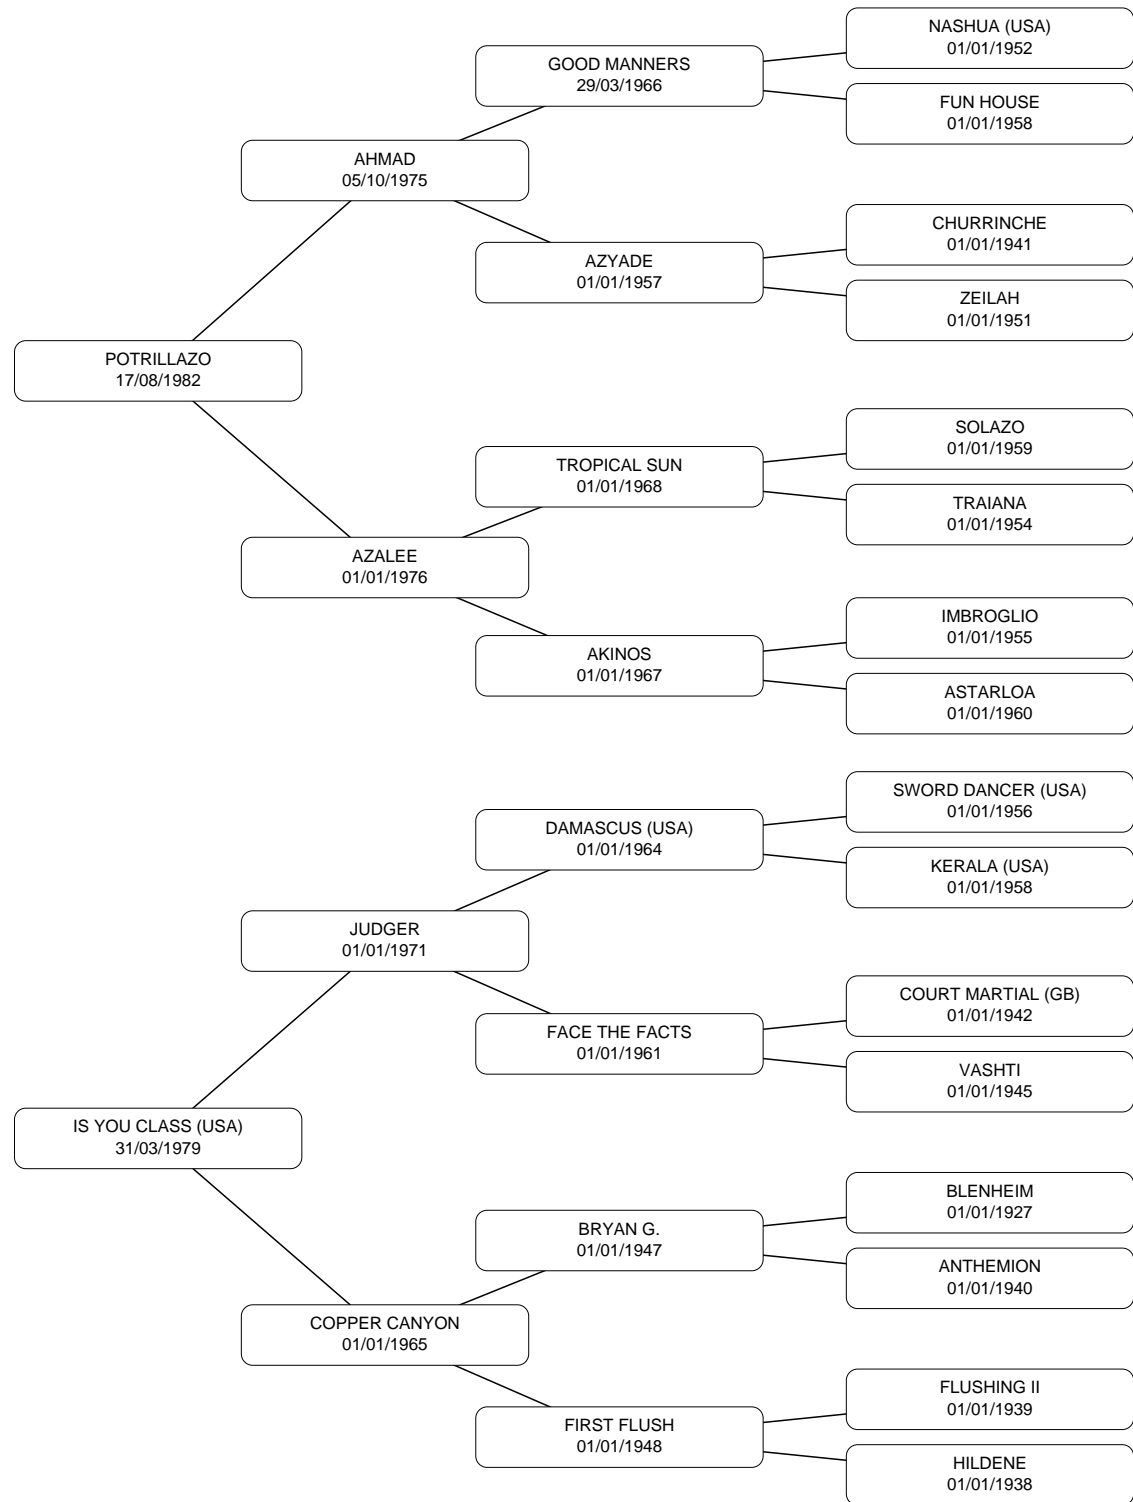 NASHUA (USA)
01/01/1952
GOOD MANNERS
29/03/1966
FUN HOUSE
01/01/1958
AHMAD
05/10/1975
CHURRINCHE
01/01/1941
AZYADE
01/01/1957
ZEILAH
01/01/1951
POTRILLAZO
17/08/1982
SOLAZO
01/01/1959
TROPICAL SUN
01/01/1968
TRAIANA
01/01/1954
AZALEE
01/01/1976
IMBROGLIO
01/01/1955
AKINOS
01/01/1967
ASTARLOA
01/01/1960
SWORD DANCER (USA)
01/01/1956
DAMASCUS (USA)
01/01/1964
KERALA (USA)
01/01/1958
JUDGER
01/01/1971
COURT MARTIAL (GB)
01/01/1942
FACE THE FACTS
01/01/1961
VASHTI
01/01/1945
IS YOU CLASS (USA)
31/03/1979
BLENHEIM
01/01/1927
BRYAN G.
01/01/1947
ANTHEMION
01/01/1940
COPPER CANYON
01/01/1965
FLUSHING II
01/01/1939
FIRST FLUSH
01/01/1948
HILDENE
01/01/1938